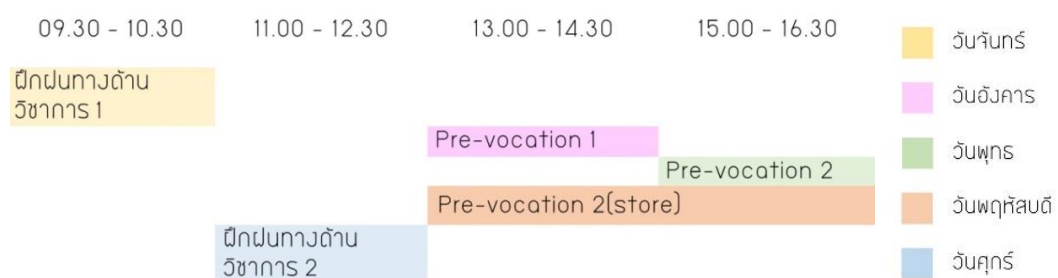 09.30 - 10.30
11.00 - 12.30
13.00 - 14.30
15.00 - 16.30
ฝึกฝนทางด้าน
วิชาการ 1
Pre-vocation 1
Pre-vocation 2
Pre-vocation 2(store)
ฝึกฝนทางด้าน
วิชาการ 2
วันจันทร์
วันอังคาร
วันพุทธ
วันพฤหัสบดี
วันศุกร์